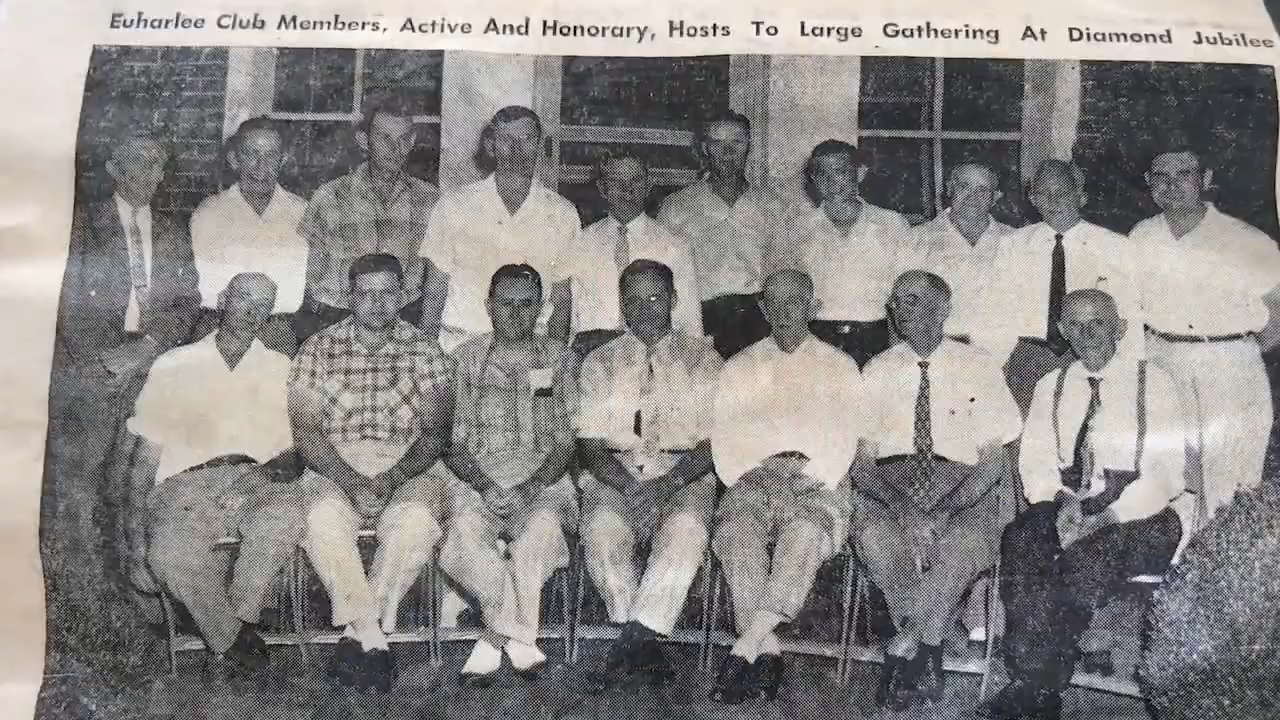 Euharlee Club Members, Active And Honorary, Hosts To Large Gathering At Diamond Jubilee